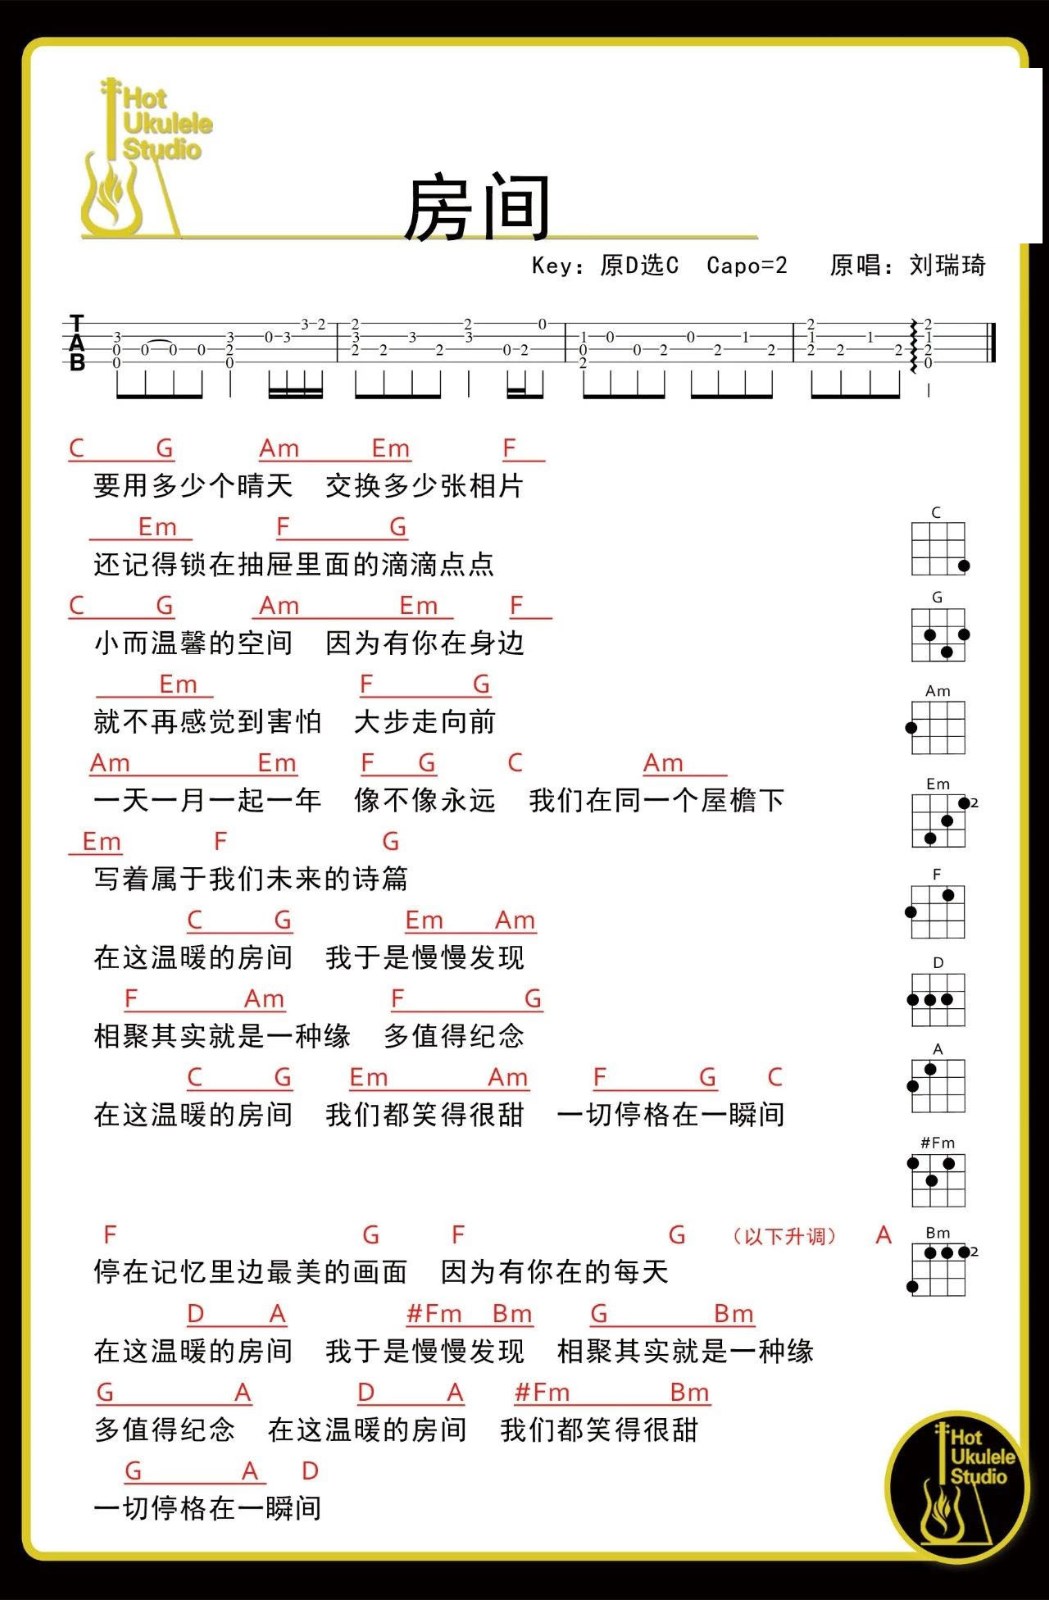 Hot
Ukulele
Studio
房间
Key：原D选C Capo=2 原唱：刘瑞琦
T
A
B
C G Am Em F
要用多少个晴天 交换多少张相片
Em F G
还记得锁在抽屉里面的滴滴点点
C G Am Em F
小而温馨的空间 因为有你在身边
Em F G
就不再感觉到害怕 大步走向前
Am Em F G C Am
一天一月一起一年 像不像永远 我们在同一个屋檐下
Em F G
写着属于我们未来的诗篇
C G Em Am
在这温暖的房间 我于是慢慢发现
F Am F G
相聚其实就是一种缘 多值得纪念
C G Em Am F G C
在这温暖的房间 我们都笑得很甜 一切停格在一瞬间
F G F G （以下升调） A
停在记忆里边最美的画面 因为有你在的每天
D A #Fm Bm G Bm
在这温暖的房间 我于是慢慢发现 相聚其实就是一种缘
G A D A #Fm Bm
多值得纪念 在这温暖的房间 我们都笑得很甜
G A D
一切停格在一瞬间
C
G
Am
Em
2
F
D
A
#Fm
Bm
2
Hot
Ukulele
Studio